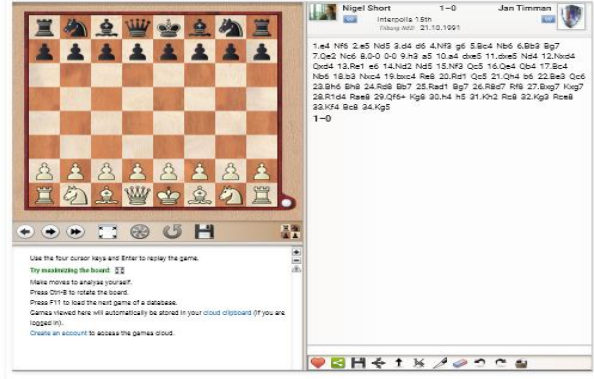 Nigel Short 1–0 Jan Timman
Interpolis 15th
Tilburg NED 21.10.1991
1.e4 Nf6 2.e5 Nd5 3.d4 d6 4.Nf3 g6 5.Bc4 Nb6 6.Bb3 Bg7
7.Qe2 Nc6 8.0-0 0-0 9.h3 a5 10.a4 dxe5 11.dxe5 Nd4 12.Nxd4
Qxd4 13.Re1 e6 14.Nd2 Nd5 15.Nf3 Qc5 16.Qe4 Qb4 17.Bc4
Nb6 18.b3 Nxc4 19.bxc4 Re8 20.Rd1 Qc5 21.Qh4 b6 22.Be3 Qc6
23.Bh6 Bh8 24.Rd8 Bb7 25.Rad1 Bg7 26.R8d7 Rf8 27.Bxg7 Kxg7
28.R1d4 Rae8 29.Qf6+ Kg8 30.h4 h5 31.Kh2 Rc8 32.Kg3 Rce8
33.Kf4 Bc8 34.Kg5
1–0
Use the four cursor keys and Enter to replay the game.
Try maximizing the board:
Make moves to analyse yourself.
Press Ctrl-B to rotate the board.
Press F11 to load the next game of a database.
Games viewed here will automatically be stored in your cloud clipboard (if you are
logged in).
Create an account to access the games cloud.